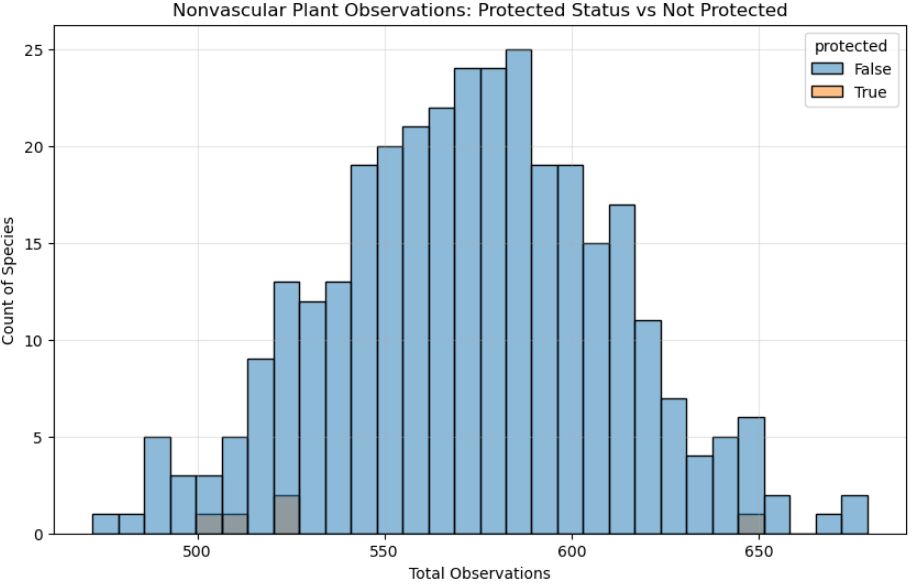 Nonvascular Plant Observations: Protected Status vs Not Protected
protected
False
True
25
20
15
10
5
0
Count of Species
500
550
600
650
Total Observations